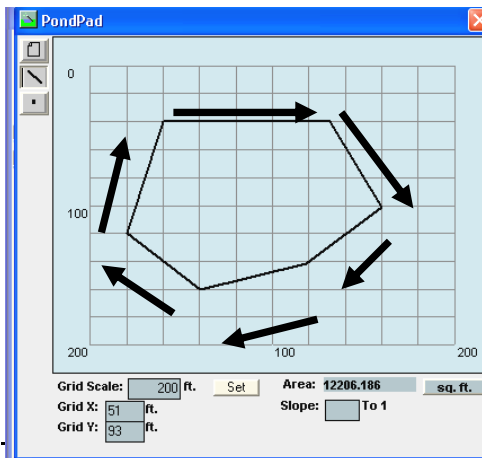 PondPad
0
100
200 100 200
Grid Scale: 200 ft. Set Area: 12206.186 sq. ft.
Grid X: 51 ft. Slope: To 1
Grid Y: 93 ft.